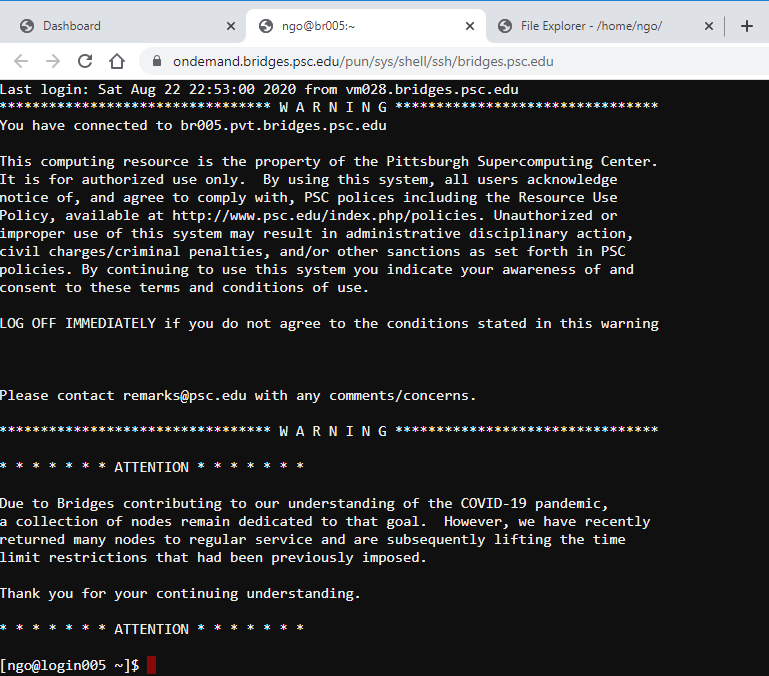 Dashboard
ngo@br005:~
File Explorer - /home/ngo/
ondemand.bridges.psc.edu/pun/sys/shell/ssh/bridges.psc.edu
Last login: Sat Aug 22 22:53:00 2020 from vm028.bridges.psc.edu
********************************* W A R N I N G ********************************
You have connected to br005.pvt.bridges.psc.edu
This computing resource is the property of the Pittsburgh Supercomputing Center.
It is for authorized use only.  By using this system, all users acknowledge
notice of, and agree to comply with, PSC polices including the Resource Use
Policy, available at http://www.psc.edu/index.php/policies. Unauthorized or
improper use of this system may result in administrative disciplinary action,
civil charges/criminal penalties, and/or other sanctions as set forth in PSC
policies. By continuing to use this system you indicate your awareness of and
consent to these terms and conditions of use.
LOG OFF IMMEDIATELY if you do not agree to the conditions stated in this warning
Please contact remarks@psc.edu with any comments/concerns.
********************************* W A R N I N G ********************************
* * * * * * * ATTENTION * * * * * * *
Due to Bridges contributing to our understanding of the COVID-19 pandemic,
a collection of nodes remain dedicated to that goal.  However, we have recently
returned many nodes to regular service and are subsequently lifting the time
limit restrictions that had been previously imposed.
Thank you for your continuing understanding.
* * * * * * * ATTENTION * * * * * * *
[ngo@login005 ~]$